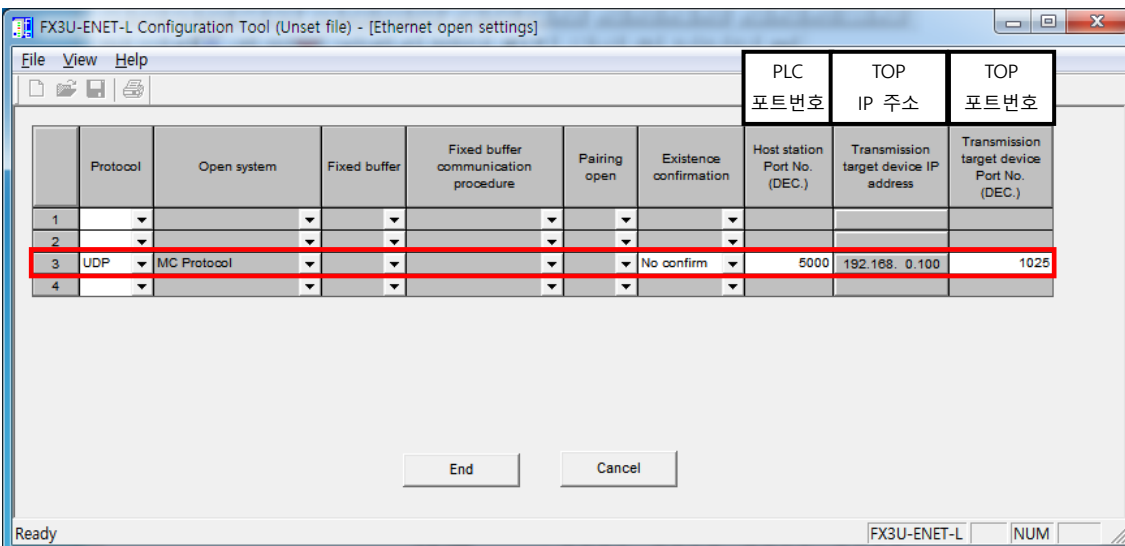 FX3U-ENET-L Configuration Tool (Unset file) - [Ethernet open settings]
File View Help
PLC 포트번호
TOP IP 주소
TOP 포트번호
Protocol
Open system
Fixed buffer
Fixed buffer communication procedure
Pairing open
Existence confirmation
Host station Port No. (DEC.)
Transmission target device IP address
Transmission target device Port No. (DEC.)
1
2
3 UDP MC Protocol No confirm 5000 192.168. 0.100 1025
4
End Cancel
Ready FX3U-ENET-L NUM